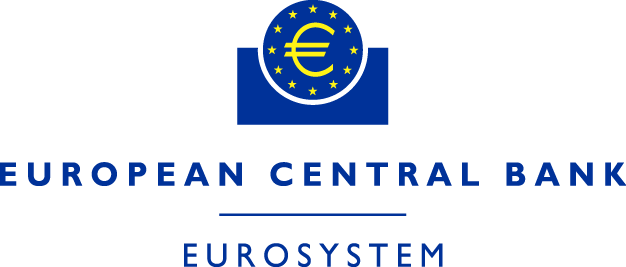 €
EUROPEAN CENTRAL BANK
EUROSYSTEM